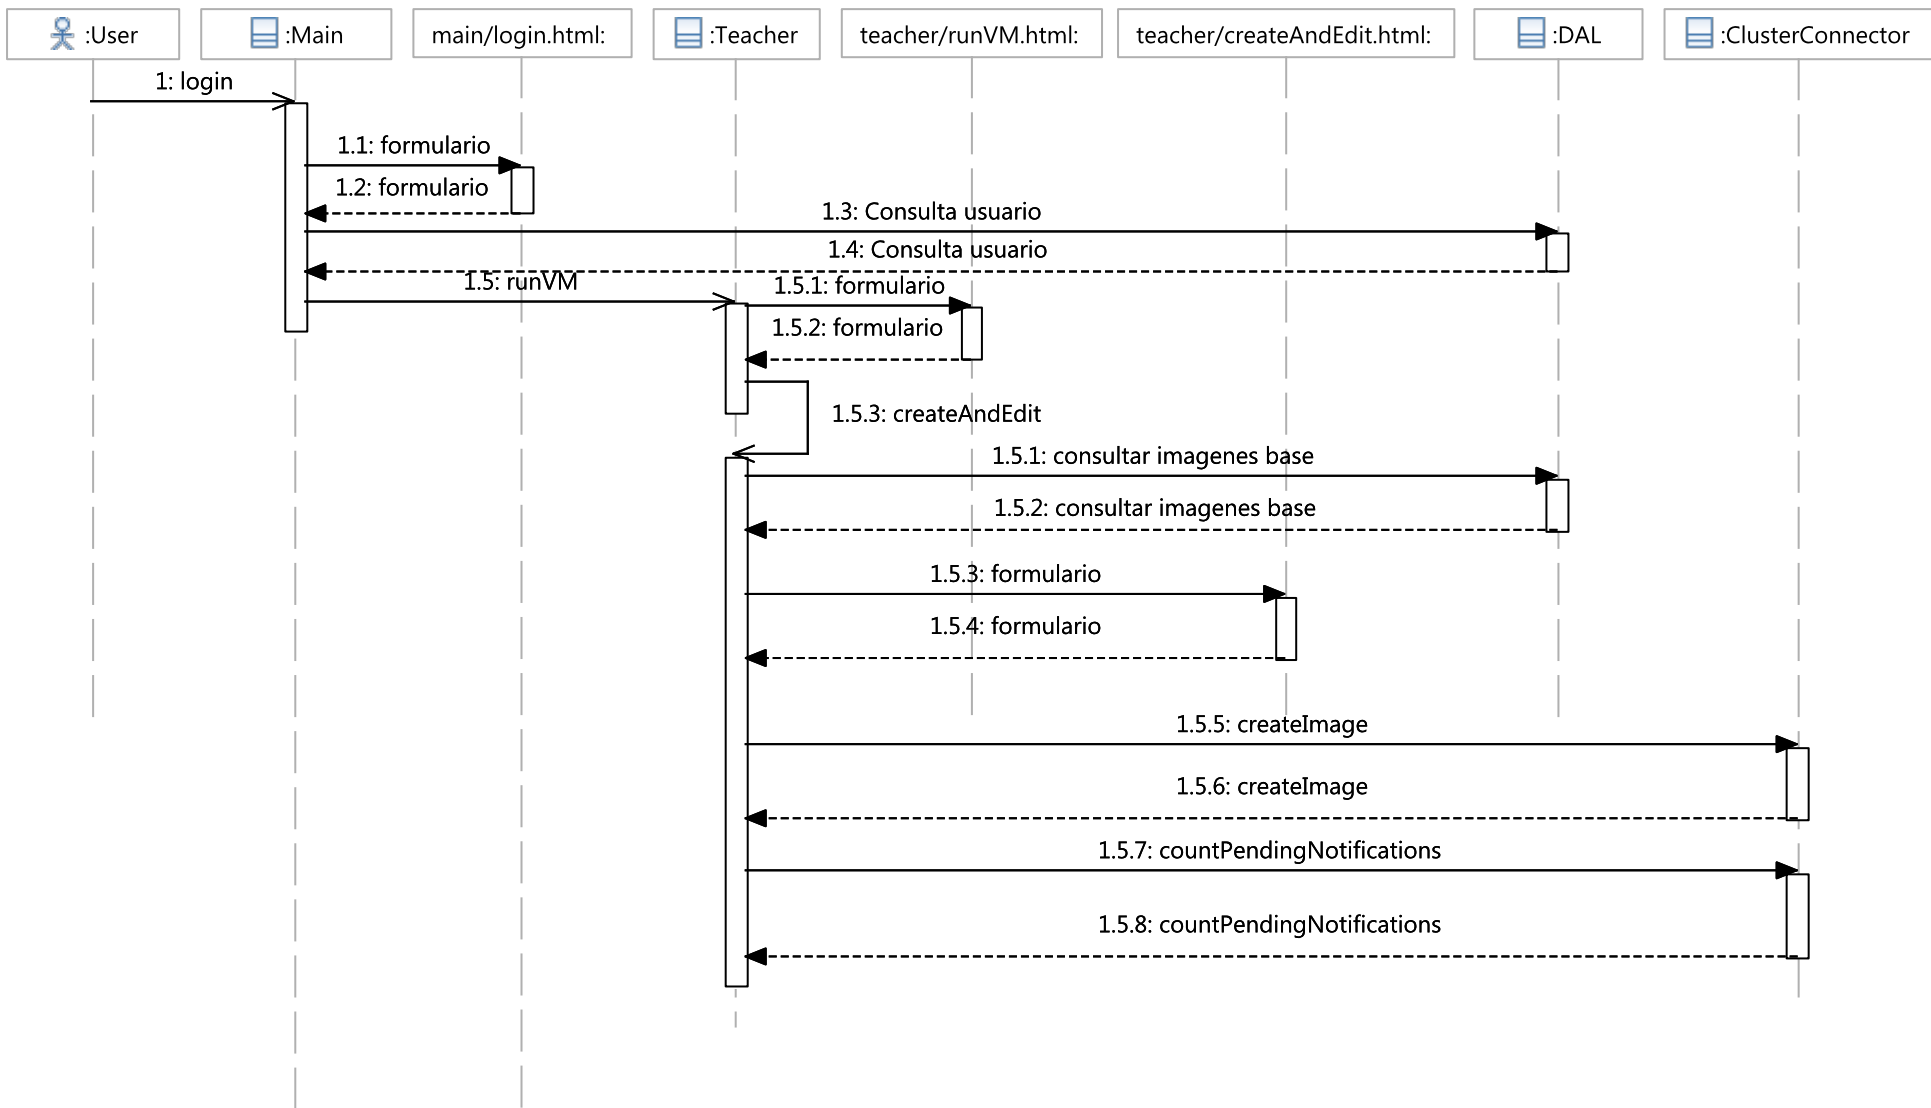 :User
:Main
main/login.html:
:Teacher
teacher/runVM.html:
teacher/createAndEdit.html:
:DAL
:ClusterConnector
1: login
1.1: formulario
1.2: formulario
1.3: Consulta usuario
1.4: Consulta usuario
1.5: runVM
1.5.1: formulario
1.5.2: formulario
1.5.3: createAndEdit
1.5.1: consultar imagenes base
1.5.2: consultar imagenes base
1.5.3: formulario
1.5.4: formulario
1.5.5: createImage
1.5.6: createImage
1.5.7: countPendingNotifications
1.5.8: countPendingNotifications